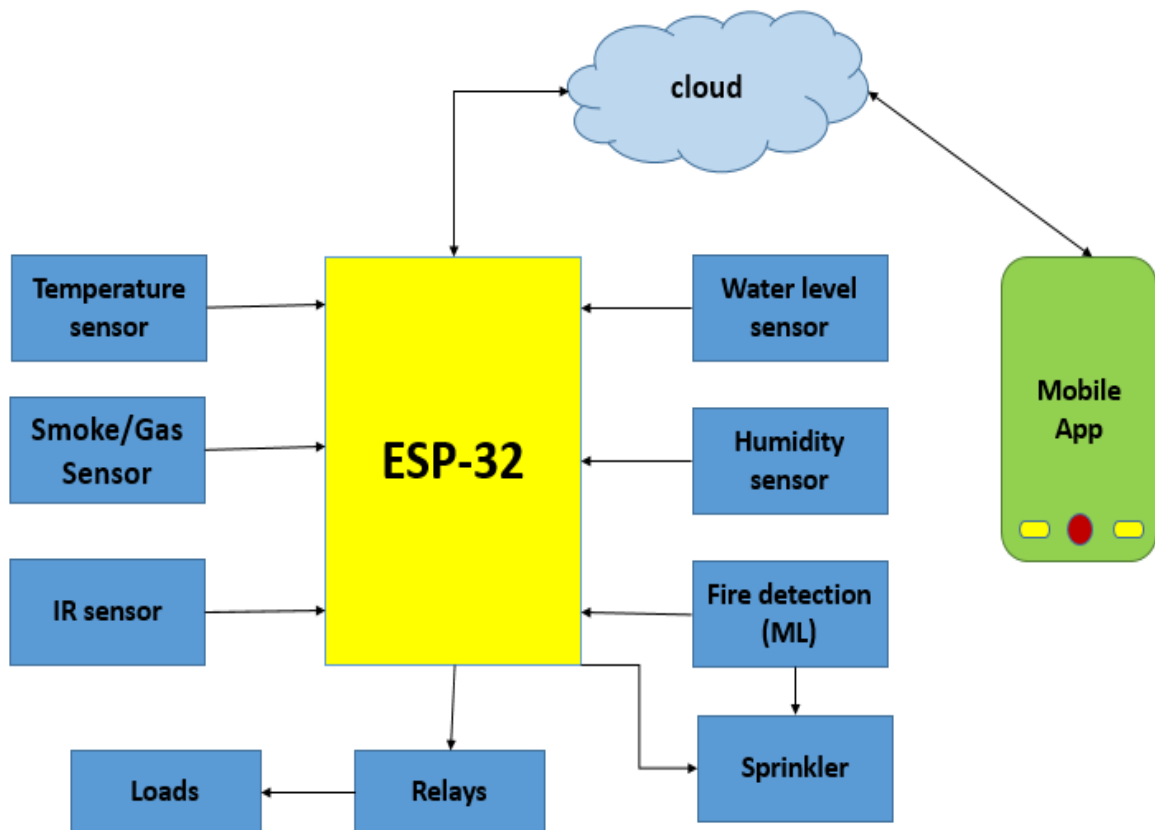 cloud
Temperature
sensor
Water level
sensor
Mobile
App
Smoke/Gas
Sensor
ESP-32
Humidity
sensor
IR sensor
Fire detection
(ML)
Loads
Relays
Sprinkler